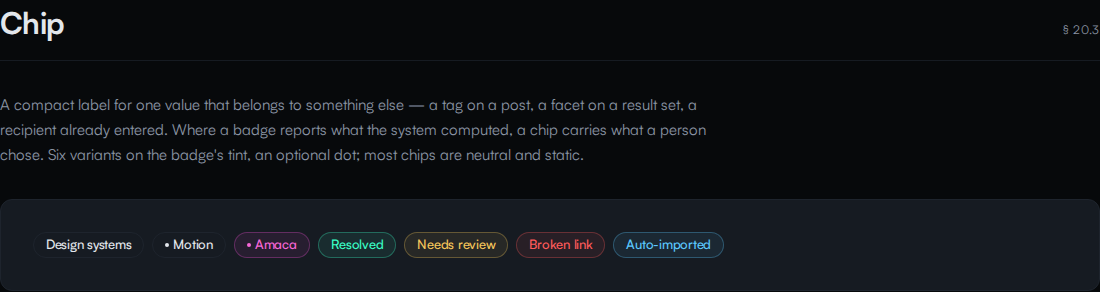 Chip
§ 20.3
A compact label for one value that belongs to something else — a tag on a post, a facet on a result set, a
recipient already entered. Where a badge reports what the system computed, a chip carries what a person
chose. Six variants on the badge's tint, an optional dot; most chips are neutral and static.
Design systems • Motion • Amaca Resolved Needs review Broken link Auto-imported